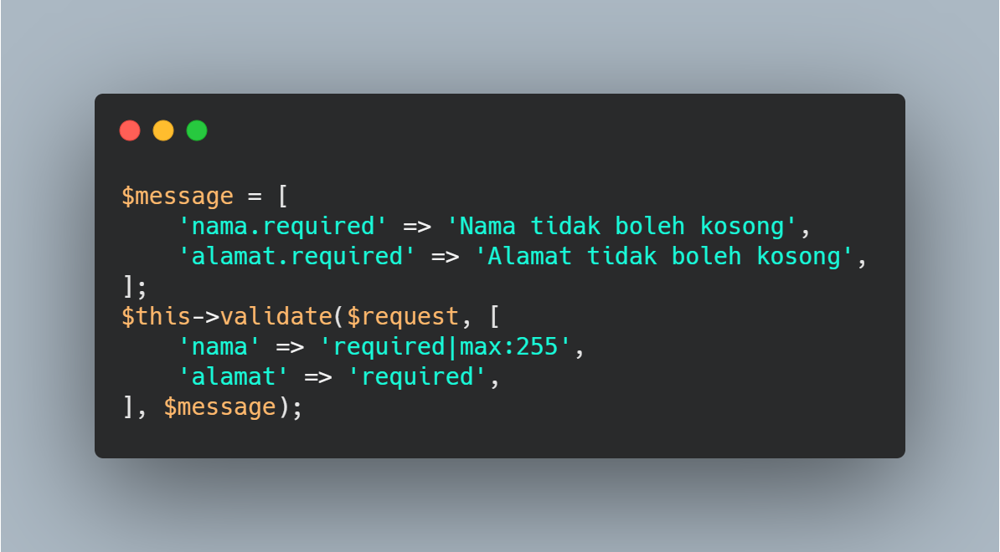 $message = [
    'nama.required' => 'Nama tidak boleh kosong',
    'alamat.required' => 'Alamat tidak boleh kosong',
];
$this->validate($request, [
    'nama' => 'required|max:255',
    'alamat' => 'required',
], $message);